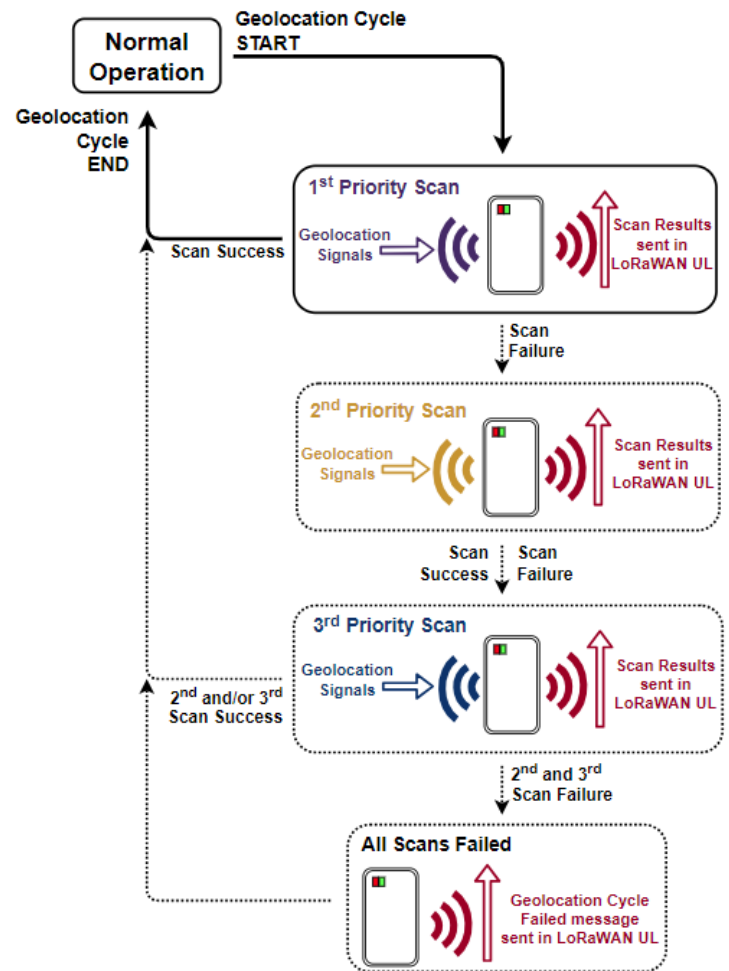 Normal
Operation
Geolocation Cycle
START
Geolocation
Cycle
END
1st Priority Scan
Geolocation
Signals
Scan Results
sent in
LoRaWAN UL
Scan Success
Scan
Failure
2nd Priority Scan
Geolocation
Signals
Scan Results
sent in
LoRaWAN UL
Scan
Success
Scan
Failure
3rd Priority Scan
Geolocation
Signals
Scan Results
sent in
LoRaWAN UL
2nd and/or 3rd
Scan Success
2nd and 3rd
Scan Failure
All Scans Failed
Geolocation Cycle
Failed message
sent in LoRaWAN UL